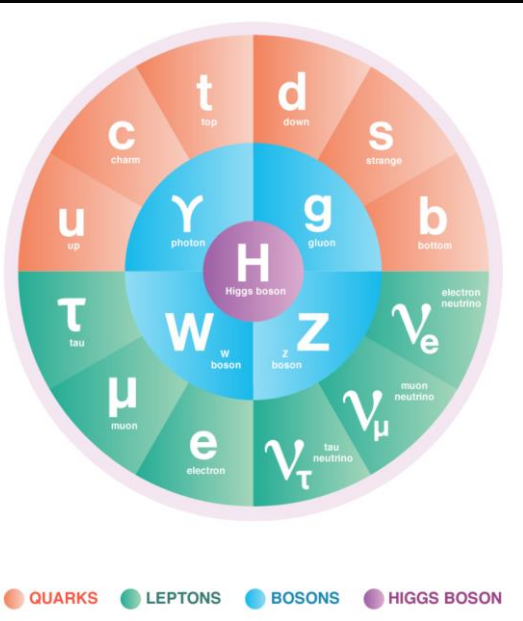 t
top
d
down
c
charm
s
strange
u
up
γ
photon
g
gluon
b
bottom
H
Higgs boson
τ
tau
W
W
boson
Z
Z
boson
νe
electron
neutrino
μ
muon
νμ
muon
neutrino
e
electron
ντ
tau
neutrino
QUARKS LEPTONS BOSONS HIGGS BOSON